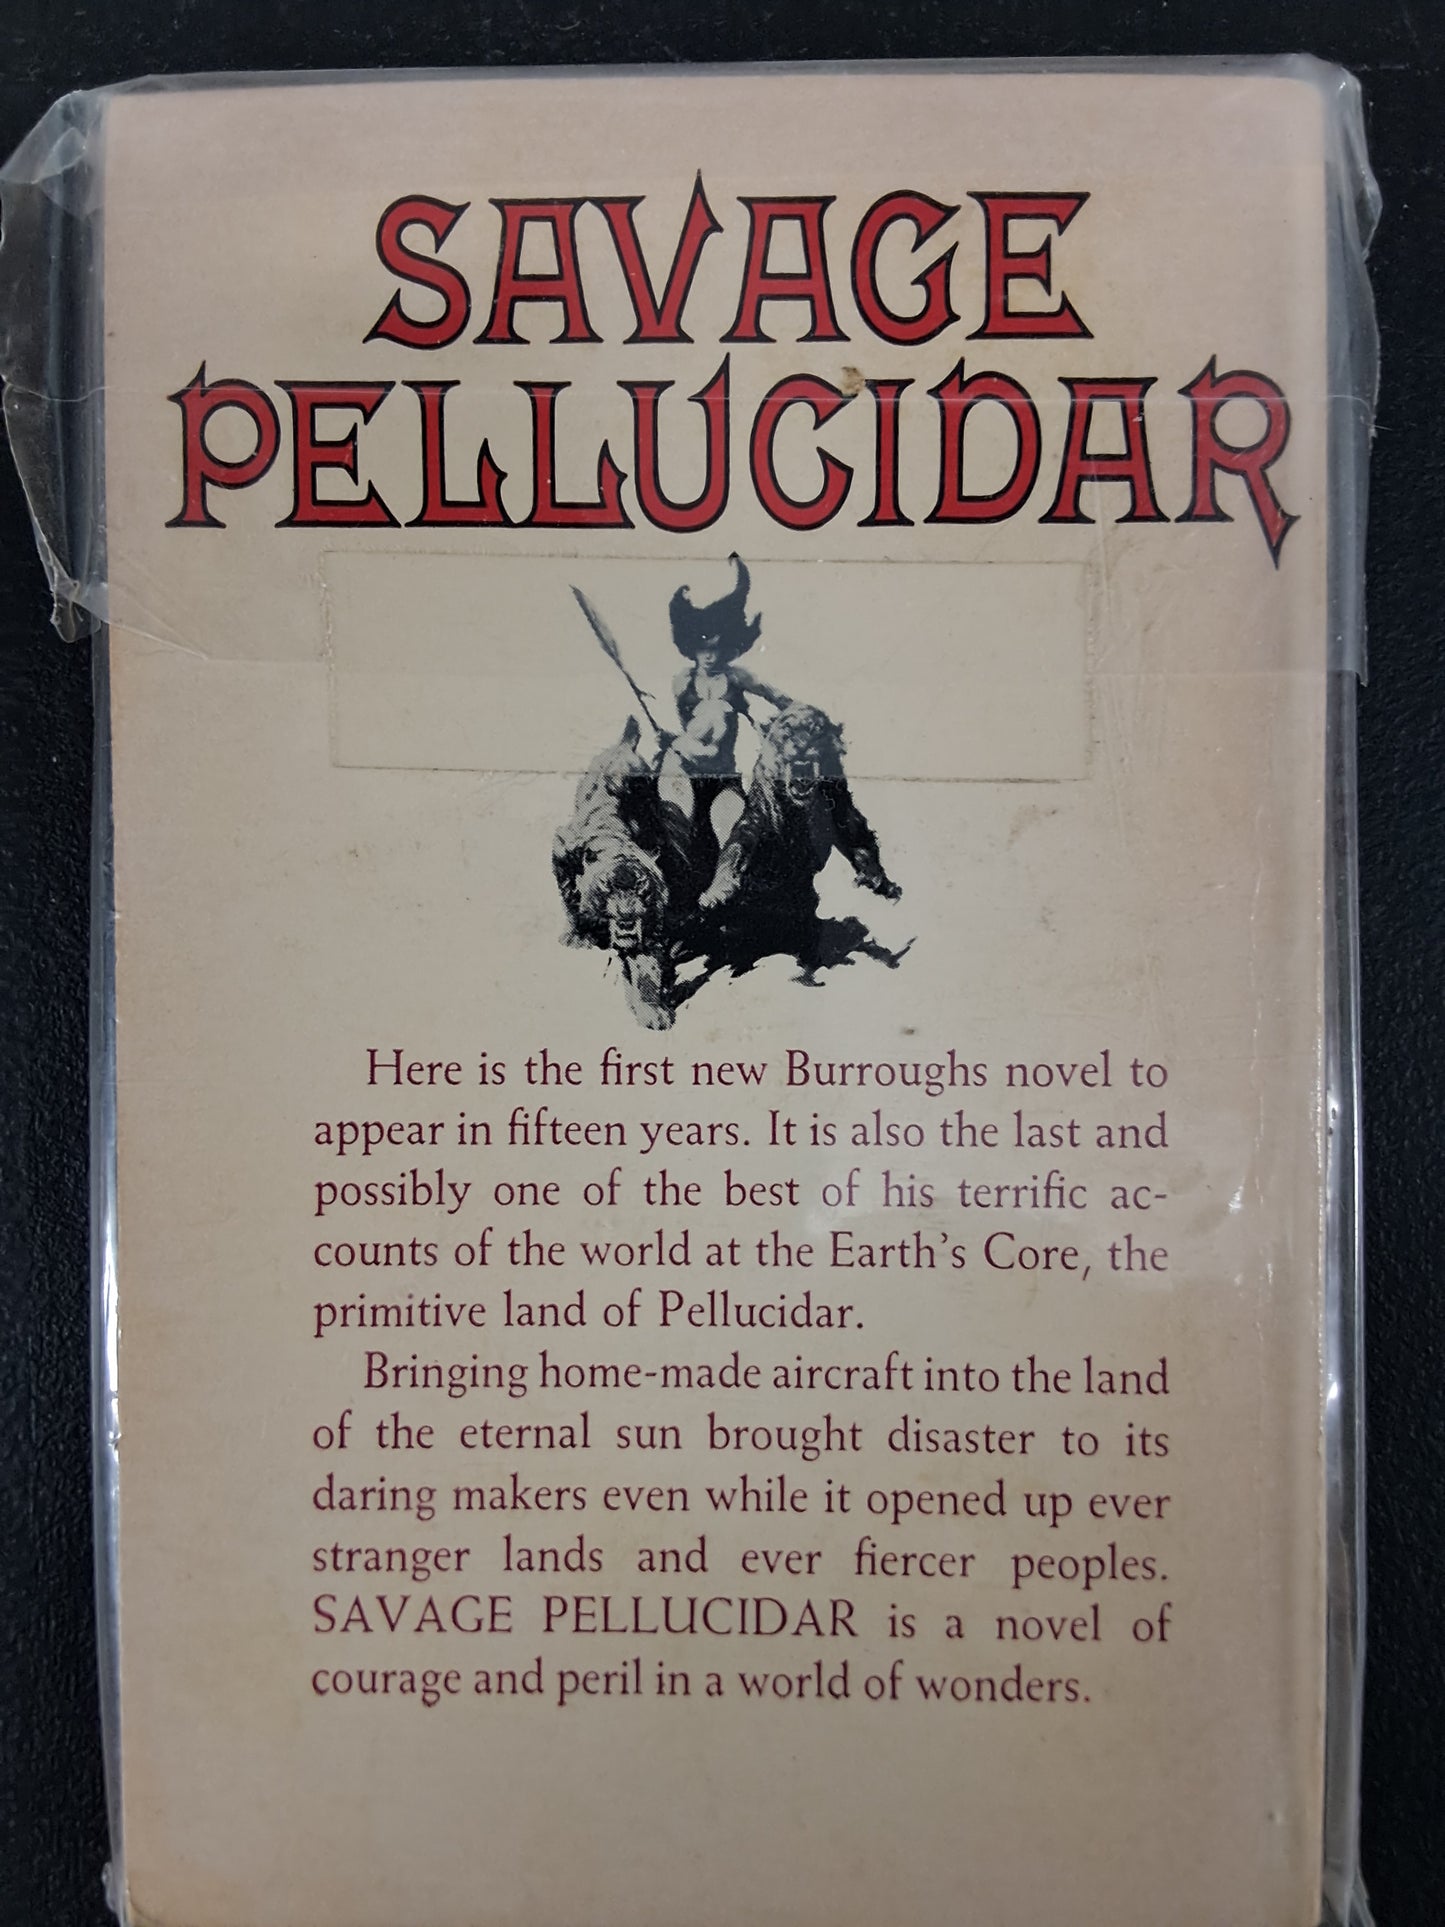 SAVAGE
PELLUCIDAR
Here is the first new Burroughs novel to
appear in fifteen years. It is also the last and
possibly one of the best of his terrific ac-
counts of the world at the Earth's Core, the
primitive land of Pellucidar.
Bringing home-made aircraft into the land
of the eternal sun brought disaster to its
daring makers even while it opened up ever
stranger lands and ever fiercer peoples.
SAVAGE PELLUCIDAR is a novel of
courage and peril in a world of wonders.